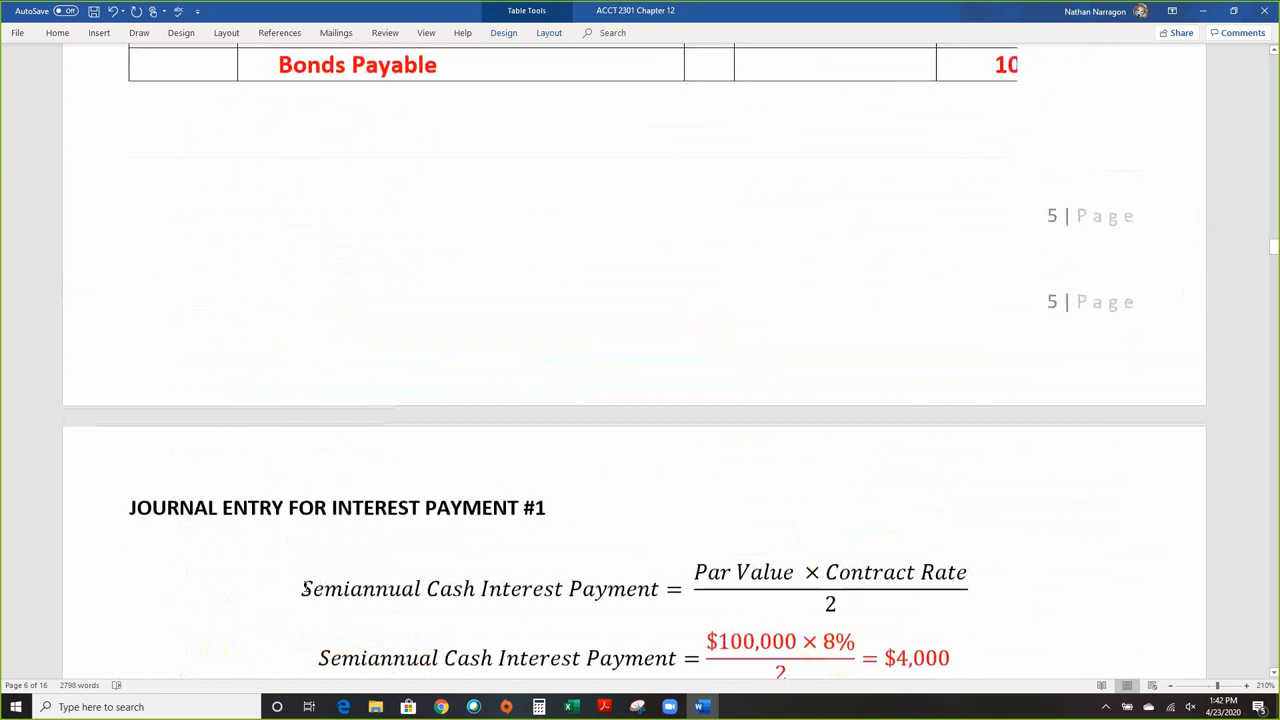 AutoSave Off
Table Tools
ACCT 2301 Chapter 12
Nathan Narragon
File Home Insert Draw Design Layout References Mailings Review View Help Design Layout Search
Share Comments
Bonds Payable 10
5 | Page
5 | Page
JOURNAL ENTRY FOR INTEREST PAYMENT #1
Semiannual Cash Interest Payment = Par Value × Contract Rate
2
Semiannual Cash Interest Payment = $100,000 × 8% = $4,000
2
Page 6 of 16 2798 words 210%
Type here to search
1:42 PM
4/23/2020